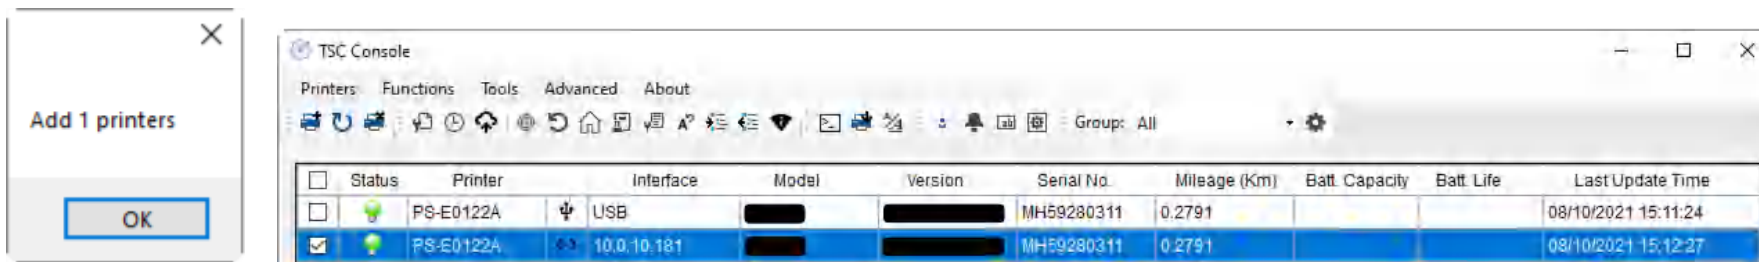 Add 1 printers
OK
TSC Console
Printers Functions Tools Advanced About
Group: All
Status Printer Interface Model Version Serial No. Mileage (Km) Batt. Capacity Batt. Life Last Update Time
PS-E0122A USB MH59280311 0.2791 08/10/2021 15:11:24
PS-E0122A 10.0.10.181 MH59280311 0.2791 08/10/2021 15:12:27